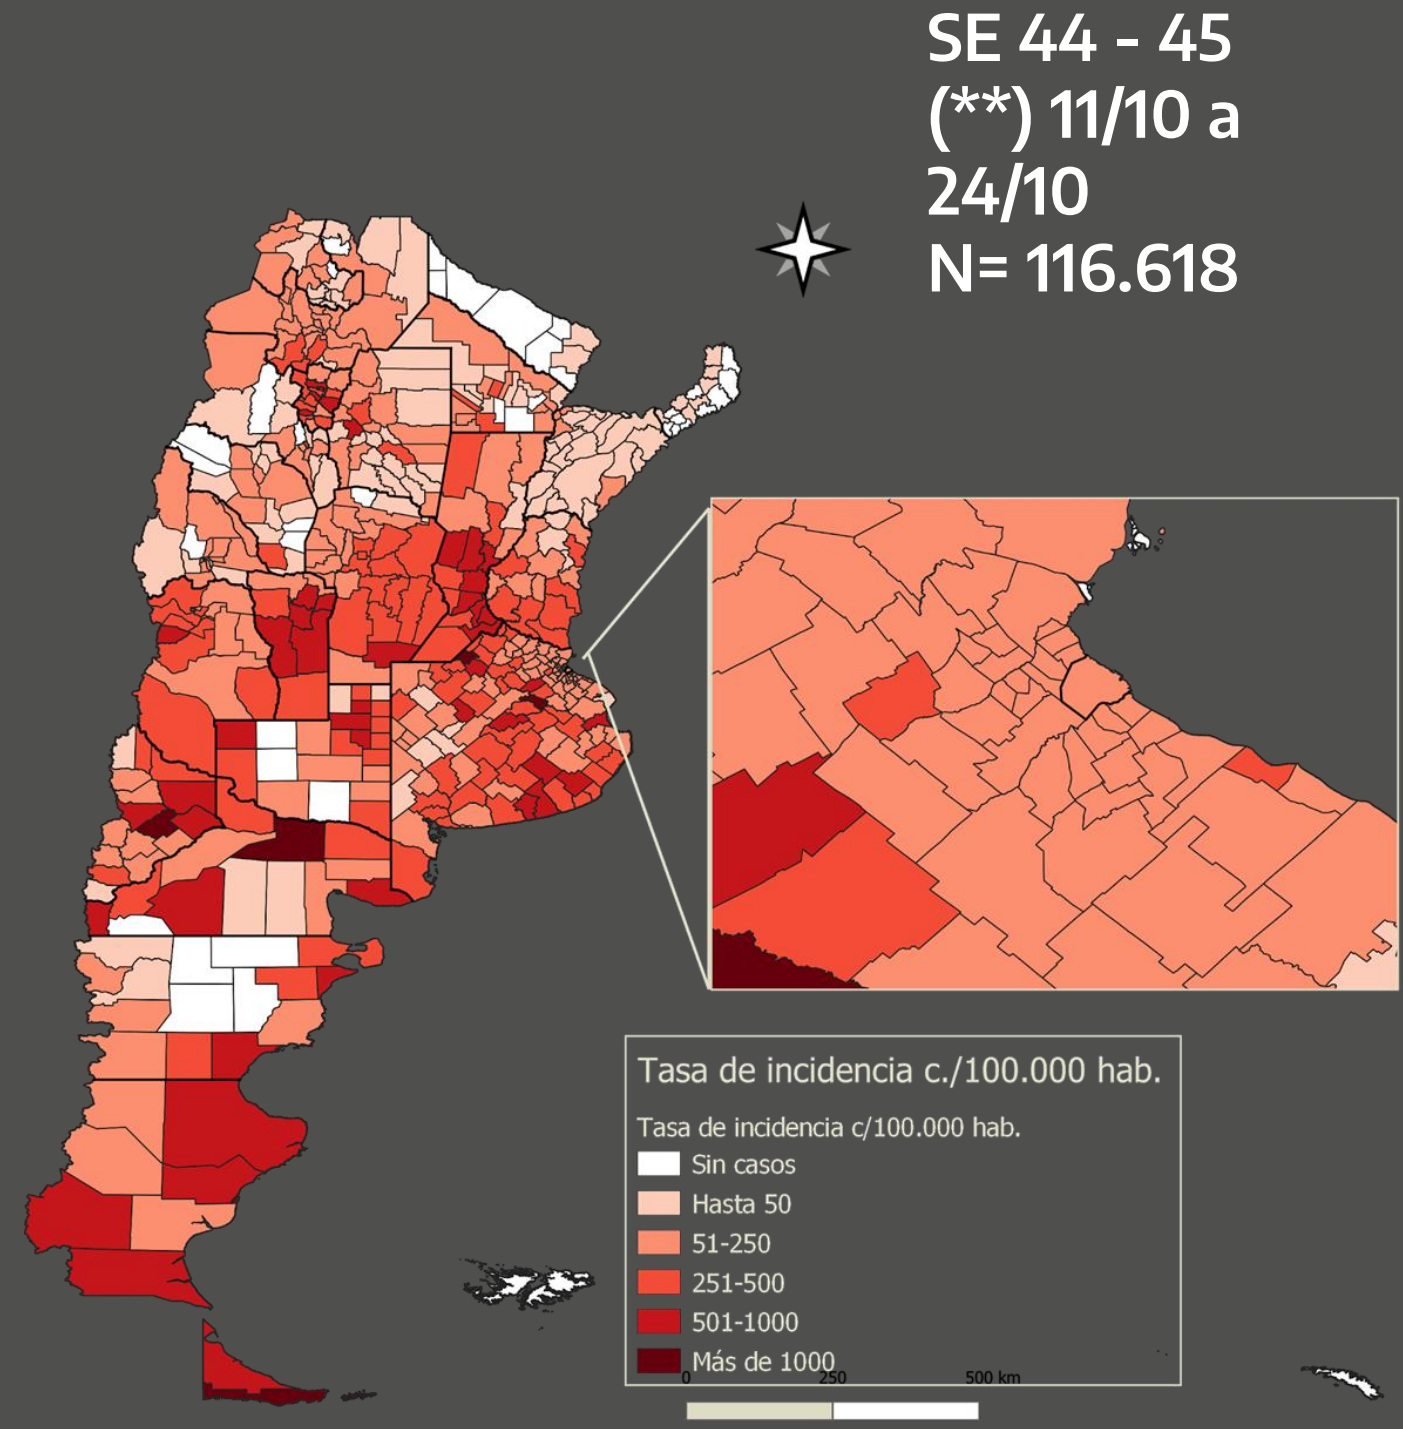 SE 44 - 45
(**) 11/10 a
24/10
N= 116.618
Tasa de incidencia c./100.000 hab.
Tasa de incidencia c/100.000 hab.
Sin casos
Hasta 50
51-250
251-500
501-1000
Más de 1000
0 250 500 km